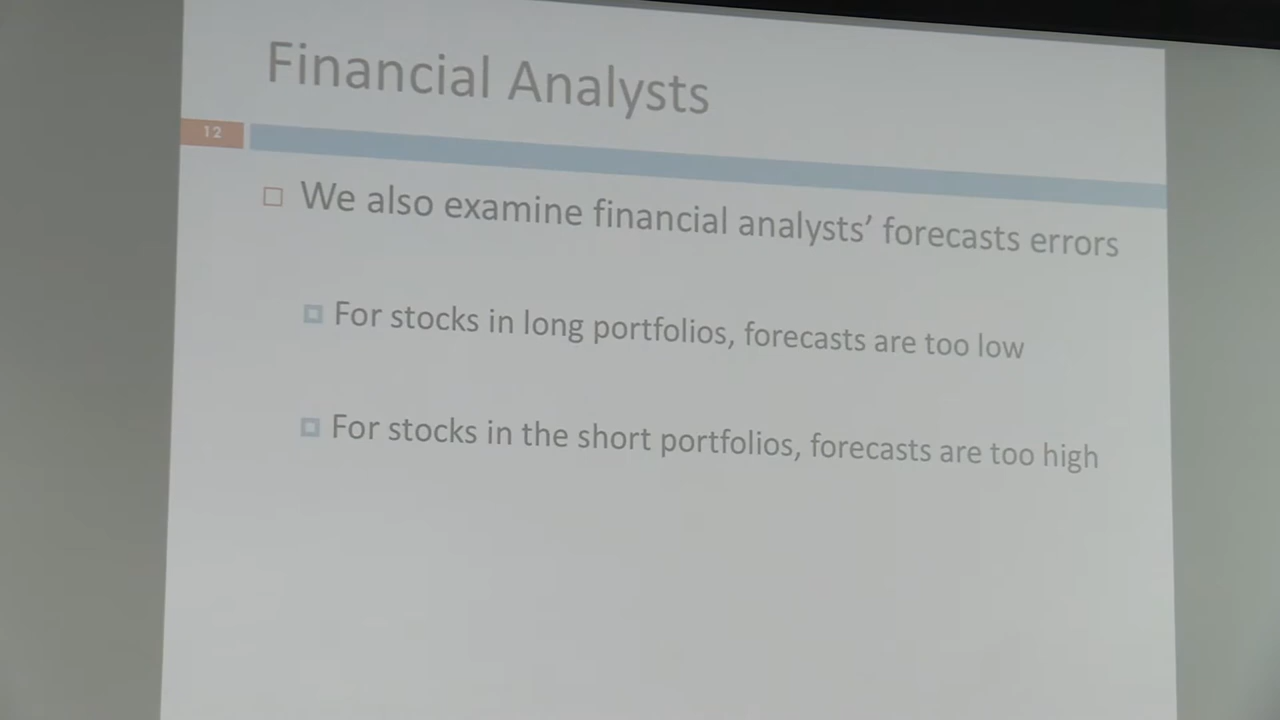 Financial Analysts
12
We also examine financial analysts’ forecasts errors
For stocks in long portfolios, forecasts are too low
For stocks in the short portfolios, forecasts are too high